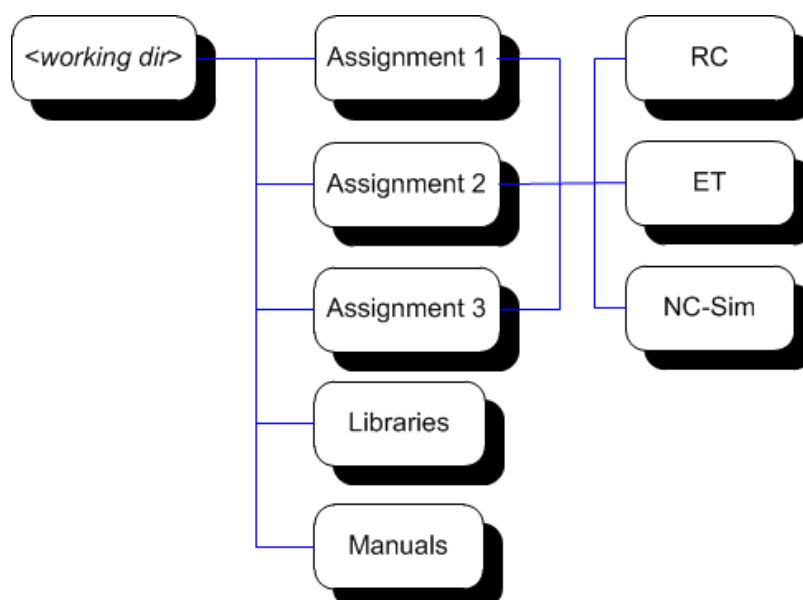 <working dir>
Assignment 1
Assignment 2
Assignment 3
Libraries
Manuals
RC
ET
NC-Sim